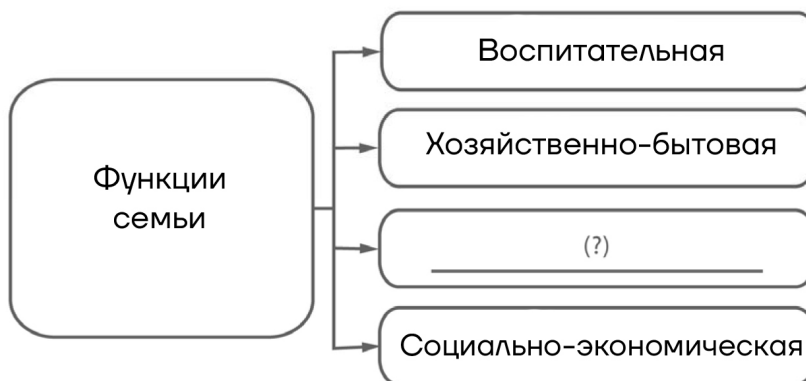 Функции
семьи
Воспитательная
Хозяйственно-бытовая
(?)
Социально-экономическая